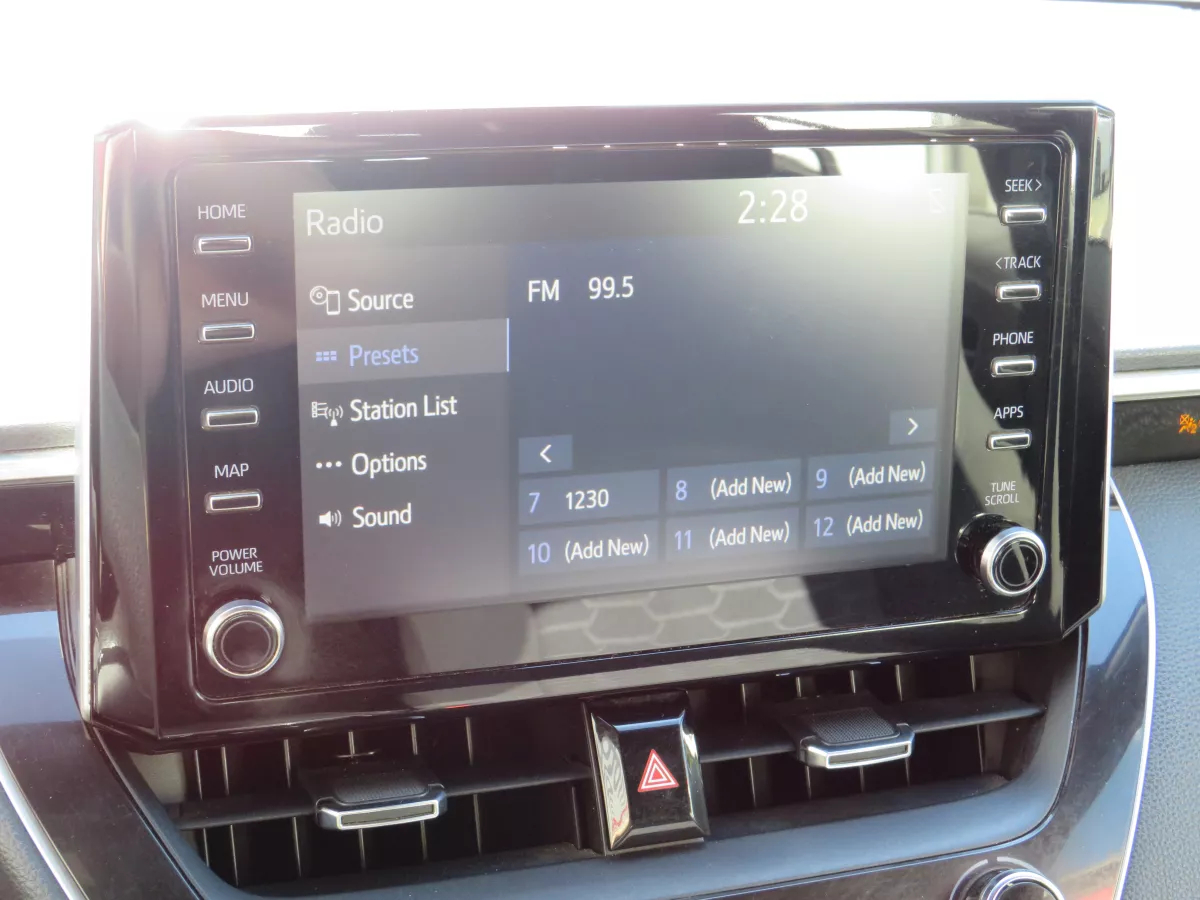 HOME
MENU
AUDIO
MAP
POWER
VOLUME
Radio
2:28
Source
Presets
Station List
Options
Sound
FM 99.5
<
>
7 1230
8 (Add New)
9 (Add New)
10 (Add New)
11 (Add New)
12 (Add New)
SEEK >
< TRACK
PHONE
APPS
TUNE
SCROLL